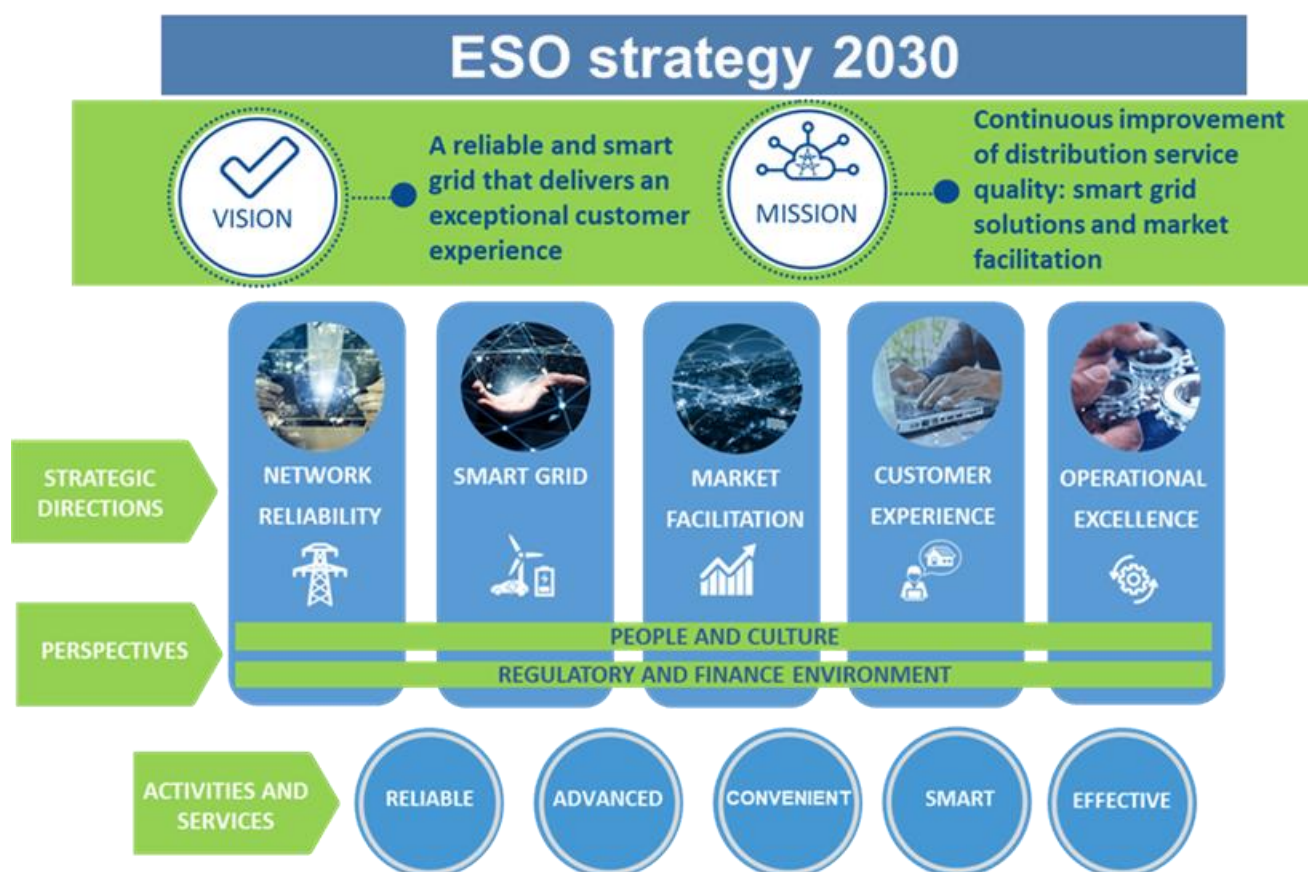 ESO strategy 2030
VISION
A reliable and smart
grid that delivers an
exceptional customer
experience
MISSION
Continuous improvement
of distribution service
quality: smart grid
solutions and market
facilitation
STRATEGIC
DIRECTIONS
NETWORK
RELIABILITY
SMART GRID
MARKET
FACILITATION
CUSTOMER
EXPERIENCE
OPERATIONAL
EXCELLENCE
PERSPECTIVES
PEOPLE AND CULTURE
REGULATORY AND FINANCE ENVIRONMENT
ACTIVITIES AND
SERVICES
RELIABLE
ADVANCED
CONVENIENT
SMART
EFFECTIVE